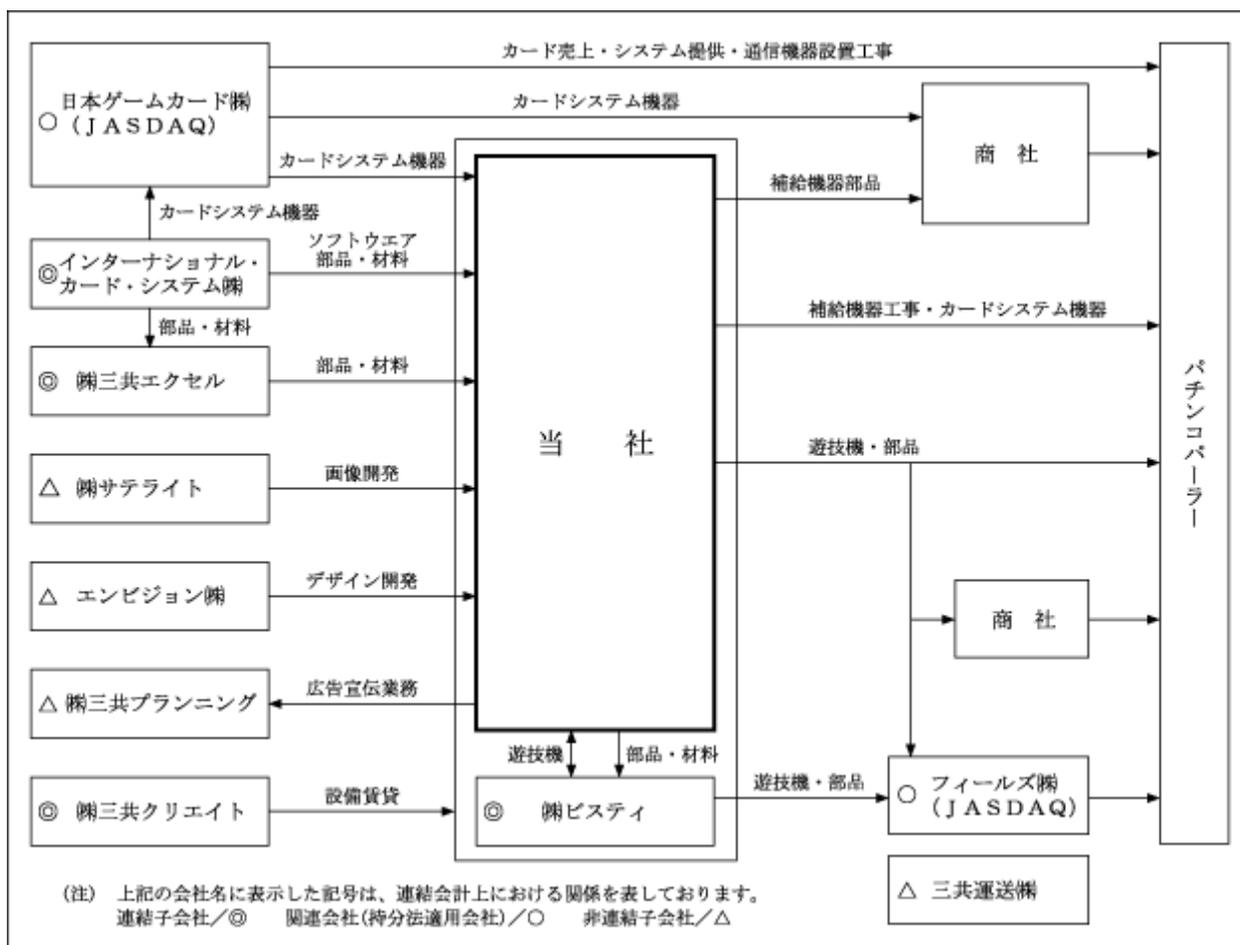 カード売上・システム提供・通信機器設置工事
○ 日本ゲームカード㈱
(JASDAQ)
カードシステム機器
商 社
カードシステム機器
補給機器部品
カードシステム機器
◎ インターナショナル・
カード・システム㈱
ソフトウエア
部品・材料
補給機器工事・カードシステム機器
部品・材料
◎ ㈱三共エクセル
部品・材料
当 社
パチンコパーラー
遊技機・部品
△ ㈱サテライト
画像開発
△ エンビジョン㈱
デザイン開発
商 社
△ ㈱三共プランニング
広告宣伝業務
遊技機
部品・材料
◎ ㈱三共クリエイト
設備賃貸
◎ ㈱ビスティ
遊技機・部品
○ フィールズ㈱
(JASDAQ)
△ 三共運送㈱
(注) 上記の会社名に表示した記号は、連結会計上における関係を表しております。
連結子会社/◎ 関連会社(持分法適用会社)/○ 非連結子会社/△